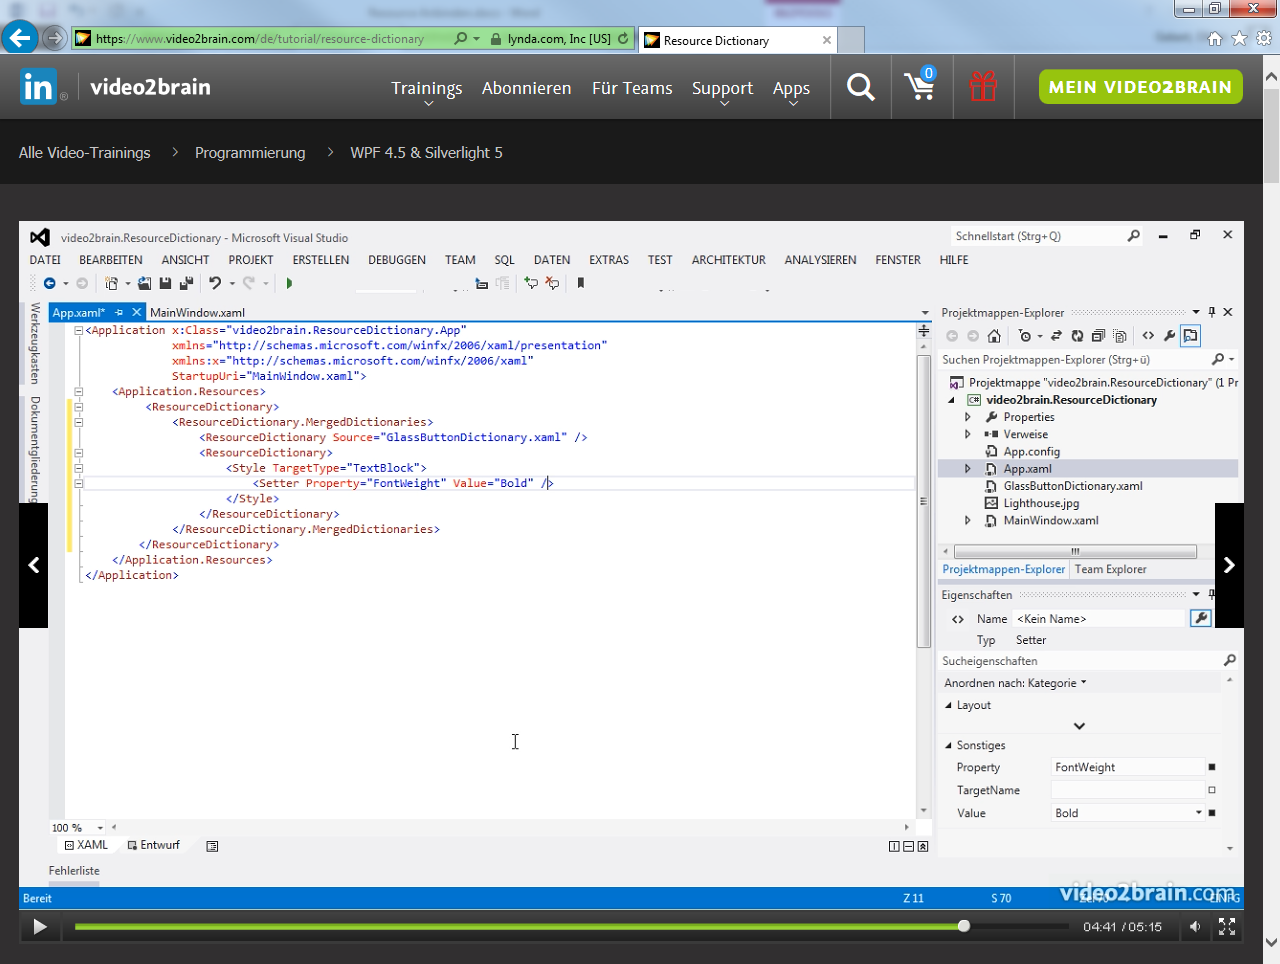 https://www.video2brain.com/de/tutorial/resource-dictionary
lynda.com, Inc [US]
Resource Dictionary
in ® video2brain
Trainings
Abonnieren
Für Teams
Support
Apps
0
MEIN VIDEO2BRAIN
Alle Video-Trainings > Programmierung > WPF 4.5 & Silverlight 5
video2brain.ResourceDictionary - Microsoft Visual Studio
Schnellstart (Strg+Q)
DATEI BEARBEITEN ANSICHT PROJEKT ERSTELLEN DEBUGGEN TEAM SQL DATEN EXTRAS TEST ARCHITEKTUR ANALYSIEREN FENSTER HILFE
Werkzeugkasten
Dokumentgliederung
App.xaml*
MainWindow.xaml
<Application x:Class="video2brain.ResourceDictionary.App"
xmlns="http://schemas.microsoft.com/winfx/2006/xaml/presentation"
xmlns:x="http://schemas.microsoft.com/winfx/2006/xaml"
StartupUri="MainWindow.xaml">
<Application.Resources>
<ResourceDictionary>
<ResourceDictionary.MergedDictionaries>
<ResourceDictionary Source="GlassButtonDictionary.xaml" />
<ResourceDictionary>
<Style TargetType="TextBlock">
<Setter Property="FontWeight" Value="Bold" />
</Style>
</ResourceDictionary>
</ResourceDictionary.MergedDictionaries>
</ResourceDictionary>
</Application.Resources>
</Application>
100 %
XAML
Entwurf
Fehlerliste
Projektmappen-Explorer
Suchen Projektmappen-Explorer (Strg+ü)
Projektmappe "video2brain.ResourceDictionary" (1 Pr
C# video2brain.ResourceDictionary
Properties
Verweise
App.config
App.xaml
GlassButtonDictionary.xaml
Lighthouse.jpg
MainWindow.xaml
Projektmappen-Explorer
Team Explorer
Eigenschaften
Name <Kein Name>
Typ Setter
Sucheigenschaften
Anordnen nach: Kategorie
Layout
Sonstiges
Property FontWeight
TargetName
Value Bold
Bereit
Z 11
S 70
video2brain.com
04:41 / 05:15